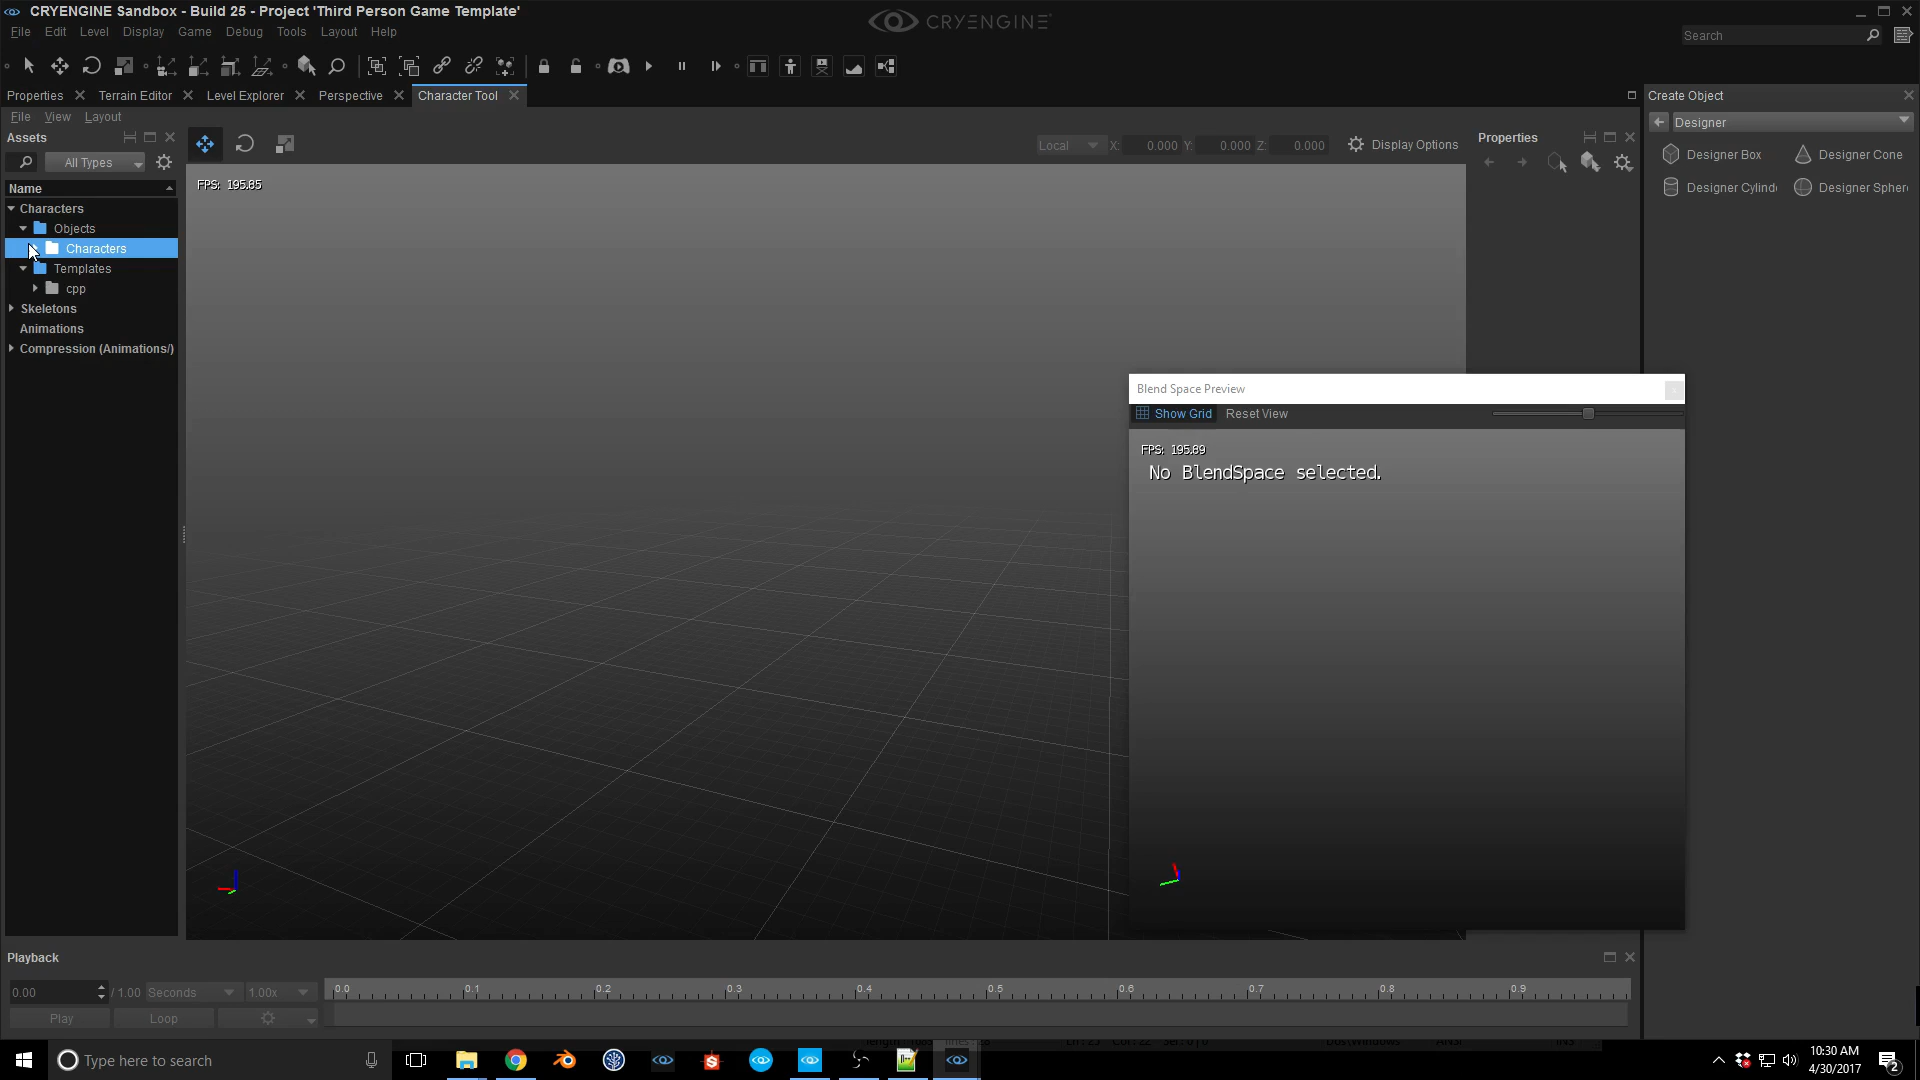 CRYENGINE Sandbox - Build 25 - Project 'Third Person Game Template'
CRYENGINE
File Edit Level Display Game Debug Tools Layout Help
Search
Properties Terrain Editor Level Explorer Perspective Character Tool
Create Object
File View Layout
Designer
Assets
Local X: 0.000 Y: 0.000 Z: 0.000 Display Options
Properties
All Types
Designer Box Designer Cone
Name
FPS: 195.85
Designer Cylind Designer Spher
Characters
Objects
Characters
Templates
cpp
Skeletons
Animations
Compression (Animations/)
Blend Space Preview
Show Grid Reset View
FPS: 195.89
No BlendSpace selected.
Playback
0.00 / 1.00 Seconds 1.00x
0.0 0.1 0.2 0.3 0.4 0.5 0.6 0.7 0.8 0.9
Play Loop
Type here to search
10:30 AM
4/30/2017
2